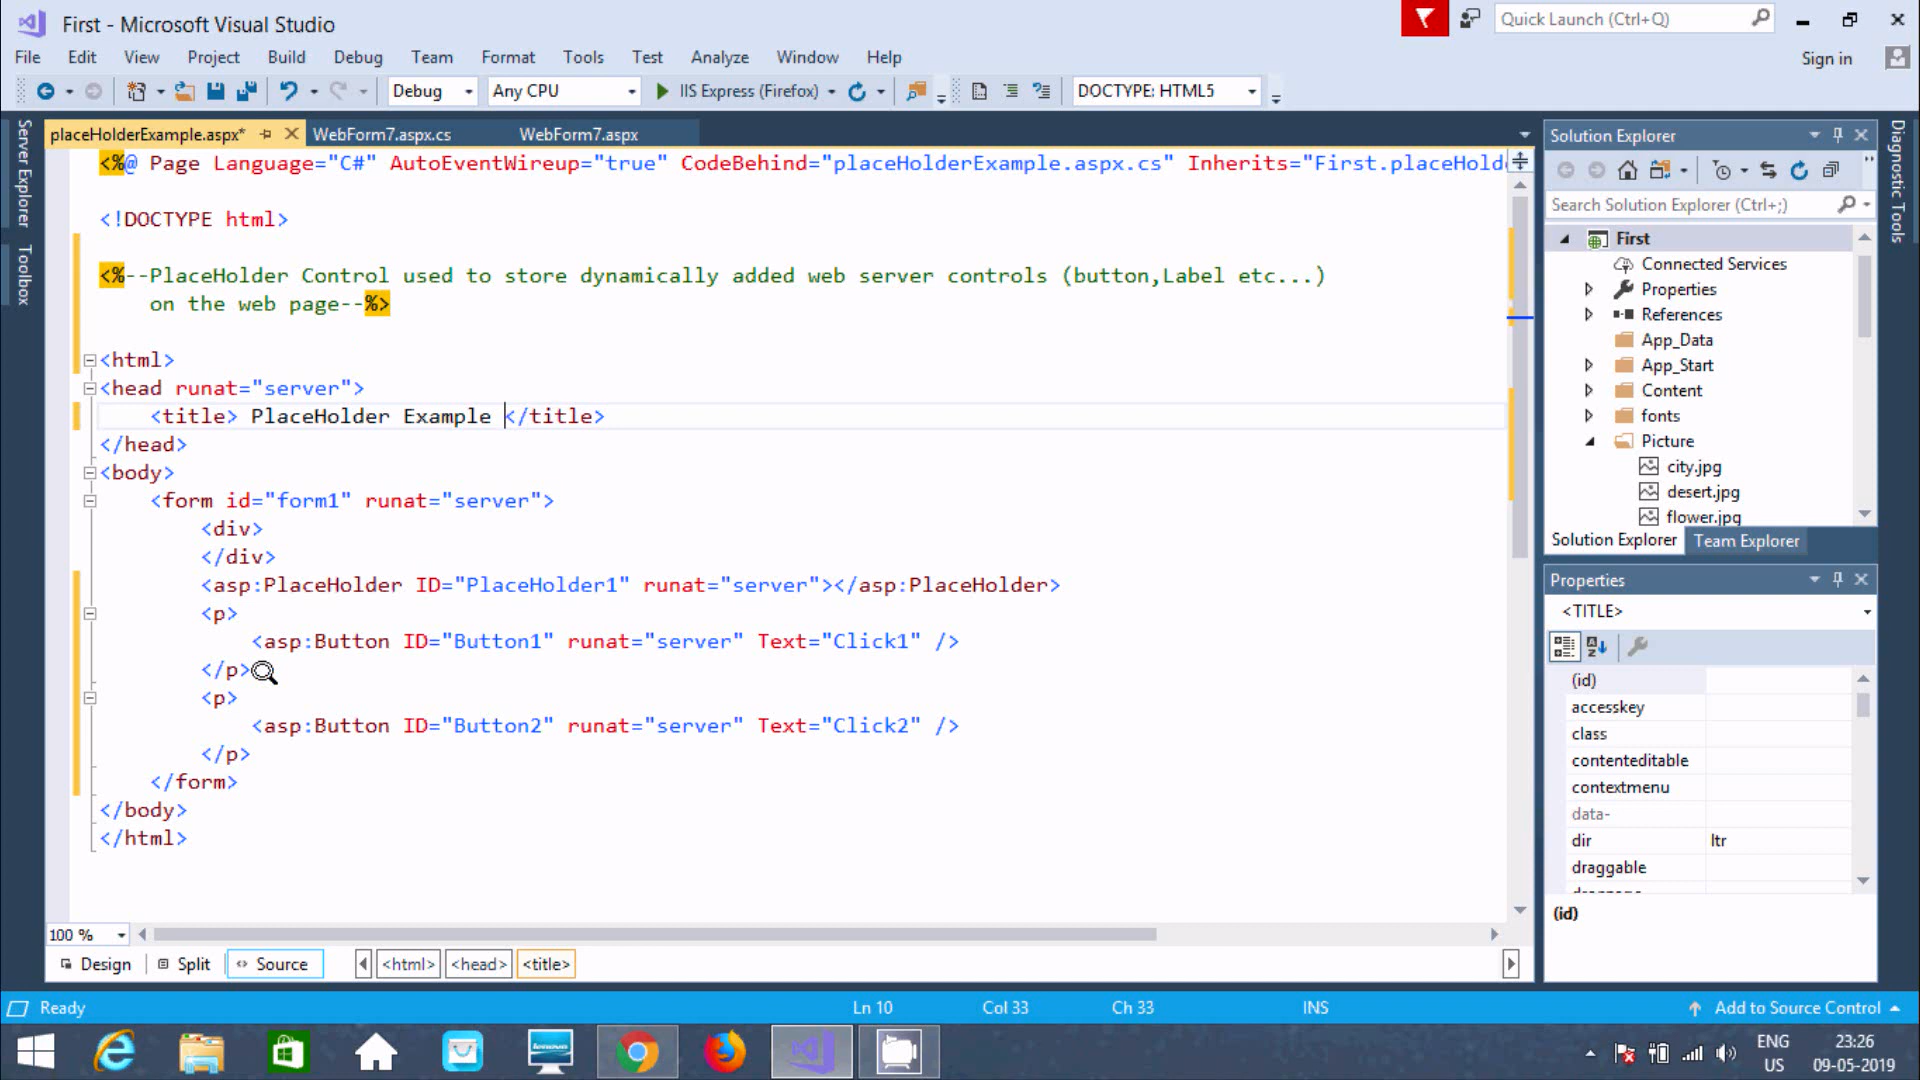 First - Microsoft Visual Studio
Quick Launch (Ctrl+Q)
File Edit View Project Build Debug Team Format Tools Test Analyze Window Help
Sign in
Debug Any CPU IIS Express (Firefox) DOCTYPE: HTML5
Server Explorer
Toolbox
placeHolderExample.aspx* WebForm7.aspx.cs WebForm7.aspx
<%@ Page Language="C#" AutoEventWireup="true" CodeBehind="placeHolderExample.aspx.cs" Inherits="First.placeHold
<!DOCTYPE html>
<%--PlaceHolder Control used to store dynamically added web server controls (button,Label etc...)
on the web page--%>
<html>
<head runat="server">
<title> PlaceHolder Example </title>
</head>
<body>
<form id="form1" runat="server">
<div>
</div>
<asp:PlaceHolder ID="PlaceHolder1" runat="server"></asp:PlaceHolder>
<p>
<asp:Button ID="Button1" runat="server" Text="Click1" />
</p>
<p>
<asp:Button ID="Button2" runat="server" Text="Click2" />
</p>
</form>
</body>
</html>
100 %
Design Split Source <html> <head> <title>
Solution Explorer
Search Solution Explorer (Ctrl+;)
First
Connected Services
Properties
References
App_Data
App_Start
Content
fonts
Picture
city.jpg
desert.jpg
flower.jpg
Solution Explorer Team Explorer
Properties
<TITLE>
(id)
accesskey
class
contenteditable
contextmenu
data-
dir ltr
draggable
(id)
Diagnostic Tools
Ready Ln 10 Col 33 Ch 33 INS Add to Source Control
ENG
US
23:26
09-05-2019